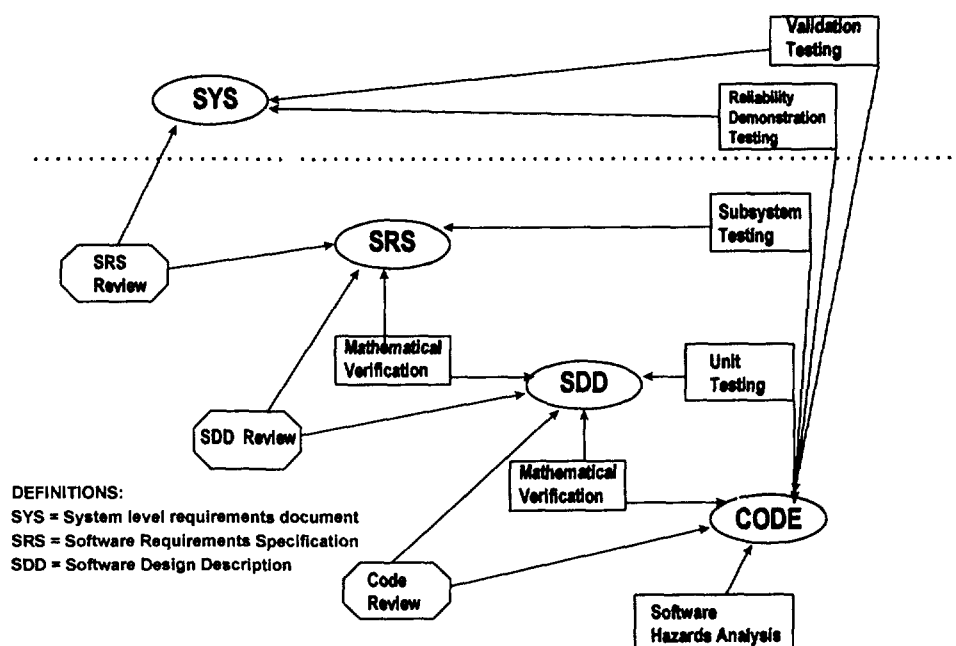 Validation
Testing
SYS
Reliability
Demonstration
Testing
Subsystem
Testing
SRS
SRS
Review
Mathematical
Verification
Unit
Testing
SDD
SDD Review
Mathematical
Verification
DEFINITIONS:
SYS = System level requirements document
SRS = Software Requirements Specification
SDD = Software Design Description
CODE
Code
Review
Software
Hazards Analysis